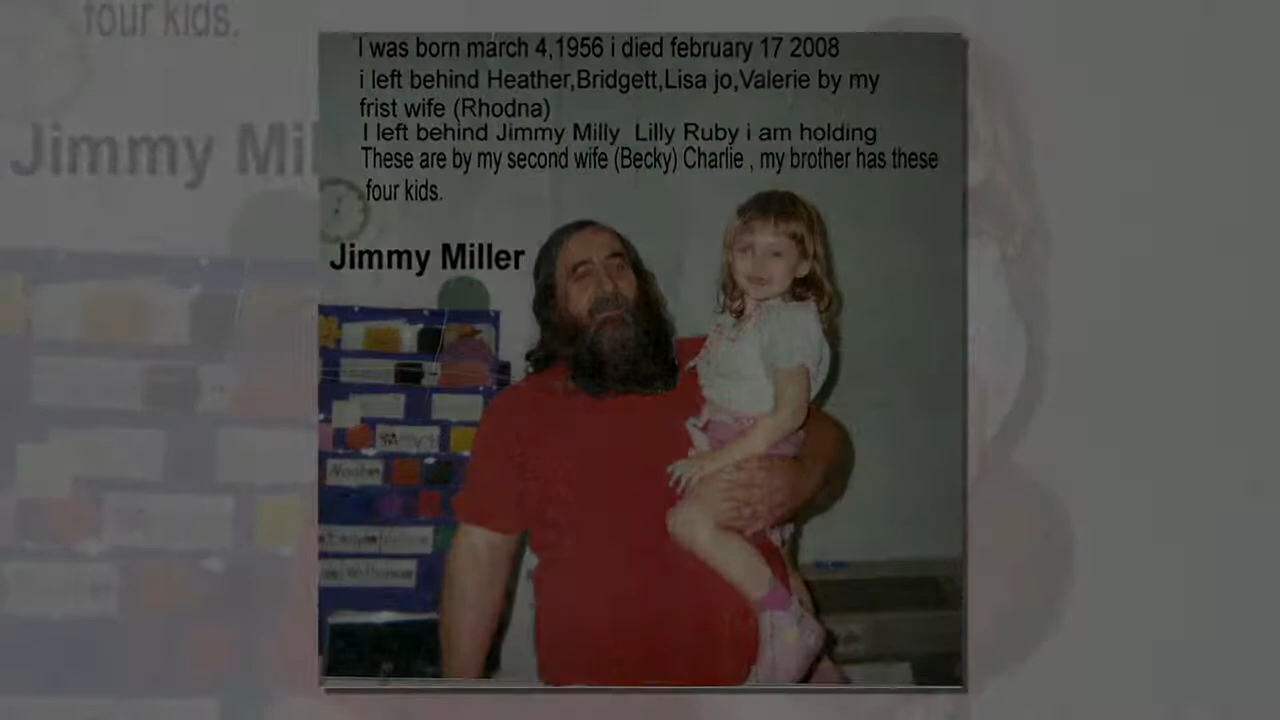 I was born march 4,1956 i died february 17 2008
i left behind Heather,Bridgett,Lisa jo,Valerie by my
frist wife (Rhodna)
I left behind Jimmy Milly Lilly Ruby i am holding
These are by my second wife (Becky) Charlie , my brother has these
four kids.
Jimmy Miller
four kids.
Jimmy Mil